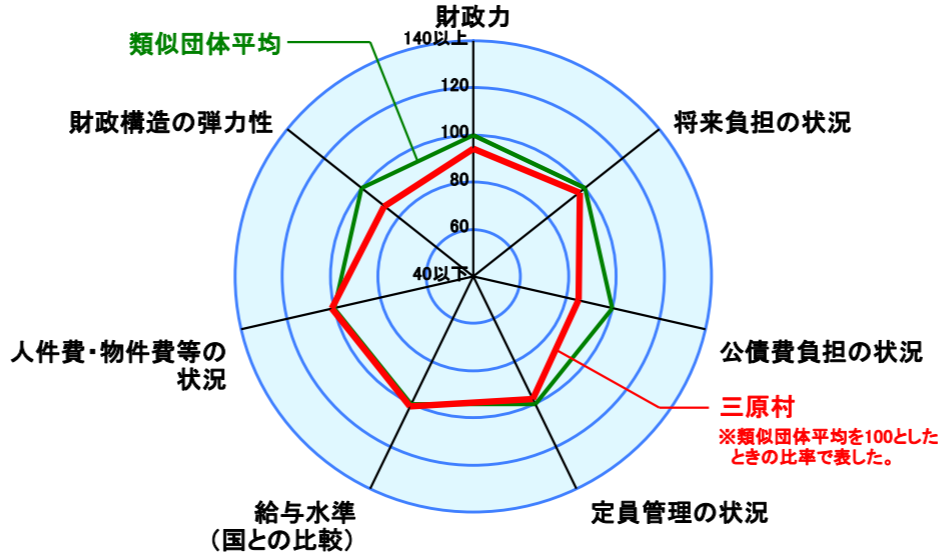 財政力
140以上
類似団体平均
120
財政構造の弾力性
将来負担の状況
100
80
60
40以下
人件費・物件費等の
状況
公債費負担の状況
三原村
※類似団体平均を100とした
ときの比率で表した。
給与水準
(国との比較)
定員管理の状況